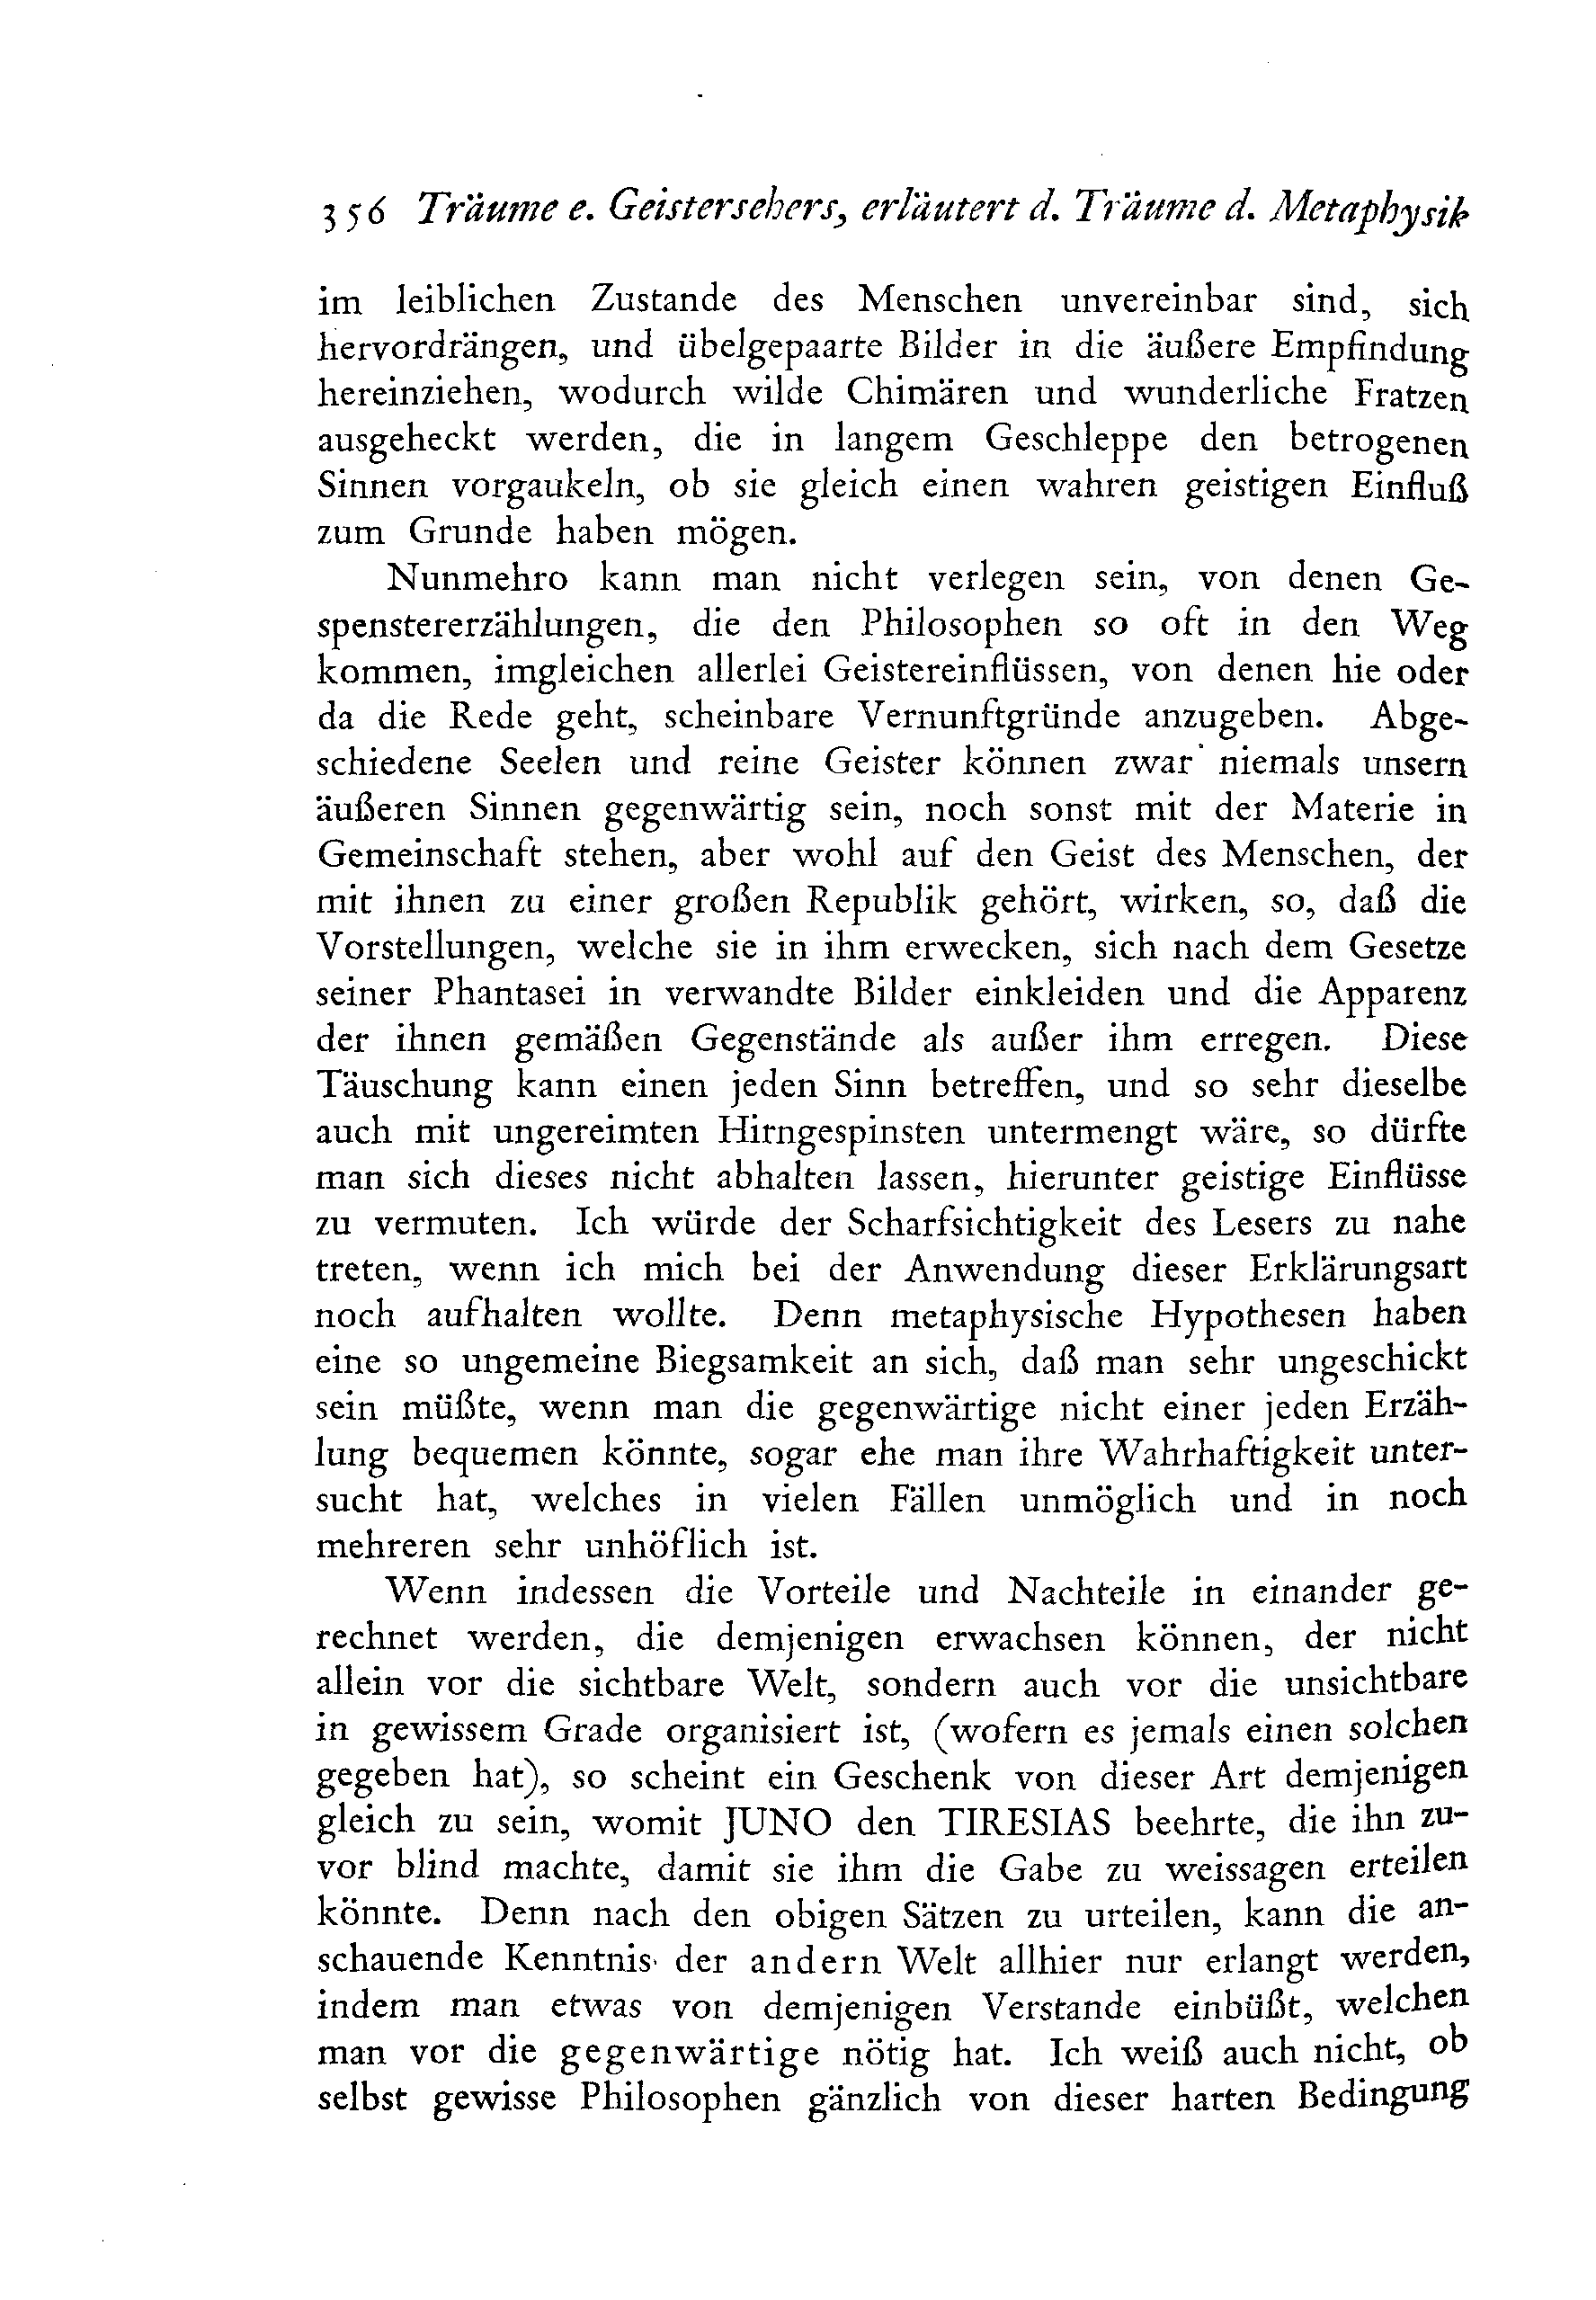 356 Träume e. Geistersehers, erläutert d. Träume d. Metaphysik
im leiblichen Zustande des Menschen unvereinbar sind, sich
hervordrängen, und übelgepaarte Bilder in die äußere Empfindung
hereinziehen, wodurch wilde Chimären und wunderliche Fratzen
ausgeheckt werden, die in langem Geschleppe den betrogenen
Sinnen vorgaukeln, ob sie gleich einen wahren geistigen Einfluß
zum Grunde haben mögen.
Nunmehro kann man nicht verlegen sein, von denen Ge-
spenstererzählungen, die den Philosophen so oft in den Weg
kommen, imgleichen allerlei Geistereinflüssen, von denen hie oder
da die Rede geht, scheinbare Vernunftgründe anzugeben. Abge-
schiedene Seelen und reine Geister können zwar niemals unsern
äußeren Sinnen gegenwärtig sein, noch sonst mit der Materie in
Gemeinschaft stehen, aber wohl auf den Geist des Menschen, der
mit ihnen zu einer großen Republik gehört, wirken, so, daß die
Vorstellungen, welche sie in ihm erwecken, sich nach dem Gesetze
seiner Phantasei in verwandte Bilder einkleiden und die Apparenz
der ihnen gemäßen Gegenstände als außer ihm erregen. Diese
Täuschung kann einen jeden Sinn betreffen, und so sehr dieselbe
auch mit ungereimten Hirngespinsten untermengt wäre, so dürfte
man sich dieses nicht abhalten lassen, hierunter geistige Einflüsse
zu vermuten. Ich würde der Scharfsichtigkeit des Lesers zu nahe
treten, wenn ich mich bei der Anwendung dieser Erklärungsart
noch aufhalten wollte. Denn metaphysische Hypothesen haben
eine so ungemeine Biegsamkeit an sich, daß man sehr ungeschickt
sein müßte, wenn man die gegenwärtige nicht einer jeden Erzäh-
lung bequemen könnte, sogar ehe man ihre Wahrhaftigkeit unter-
sucht hat, welches in vielen Fällen unmöglich und in noch
mehreren sehr unhöflich ist.
Wenn indessen die Vorteile und Nachteile in einander ge-
rechnet werden, die demjenigen erwachsen können, der nicht
allein vor die sichtbare Welt, sondern auch vor die unsichtbare
in gewissem Grade organisiert ist, (wofern es jemals einen solchen
gegeben hat), so scheint ein Geschenk von dieser Art demjenigen
gleich zu sein, womit JUNO den TIRESIAS beehrte, die ihn zu-
vor blind machte, damit sie ihm die Gabe zu weissagen erteilen
könnte. Denn nach den obigen Sätzen zu urteilen, kann die an-
schauende Kenntnis der andern Welt allhier nur erlangt werden,
indem man etwas von demjenigen Verstande einbüßt, welchen
man vor die gegenwärtige nötig hat. Ich weiß auch nicht, ob
selbst gewisse Philosophen gänzlich von dieser harten Bedingung